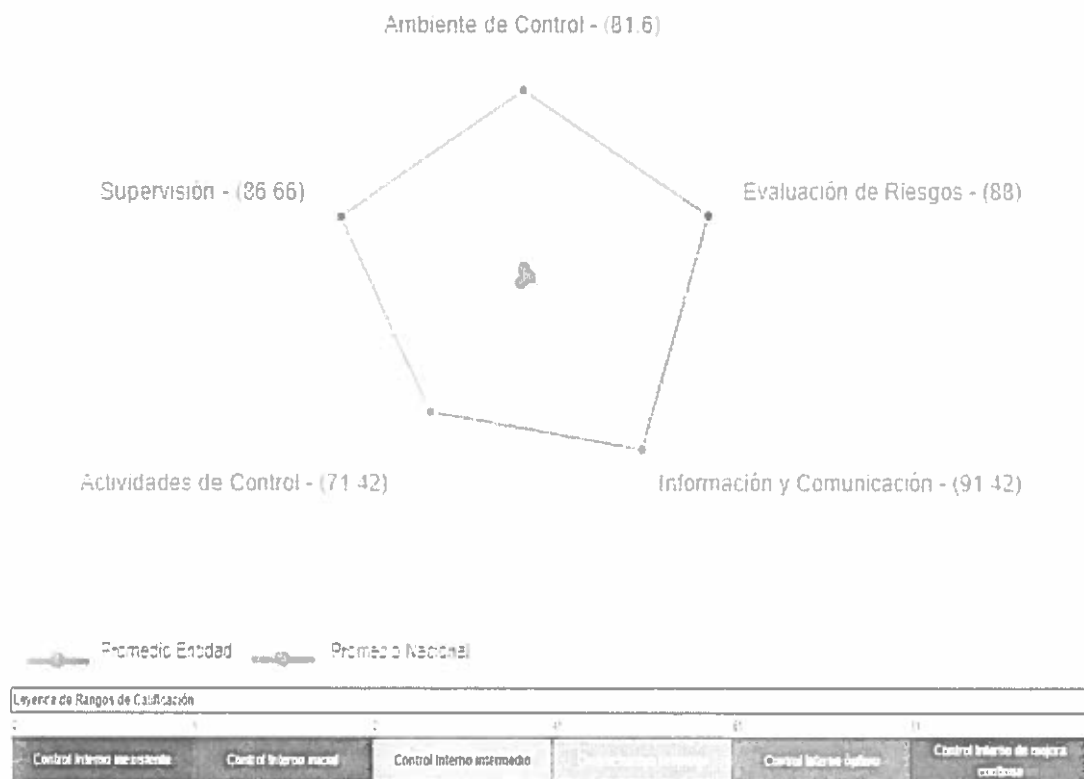 Ambiente de Control - (81.6)
Supervisión - (86.66)
Evaluación de Riesgos - (88)
Actividades de Control - (71.42)
Información y Comunicación - (91.42)
Promedio Entidad
Promedio Nacional
Leyenda de Rangos de Calificación
Control Interno inexistente
Control Interno inicial
Control Interno intermedio
Control Interno óptimo
Control Interno de mejora
continua